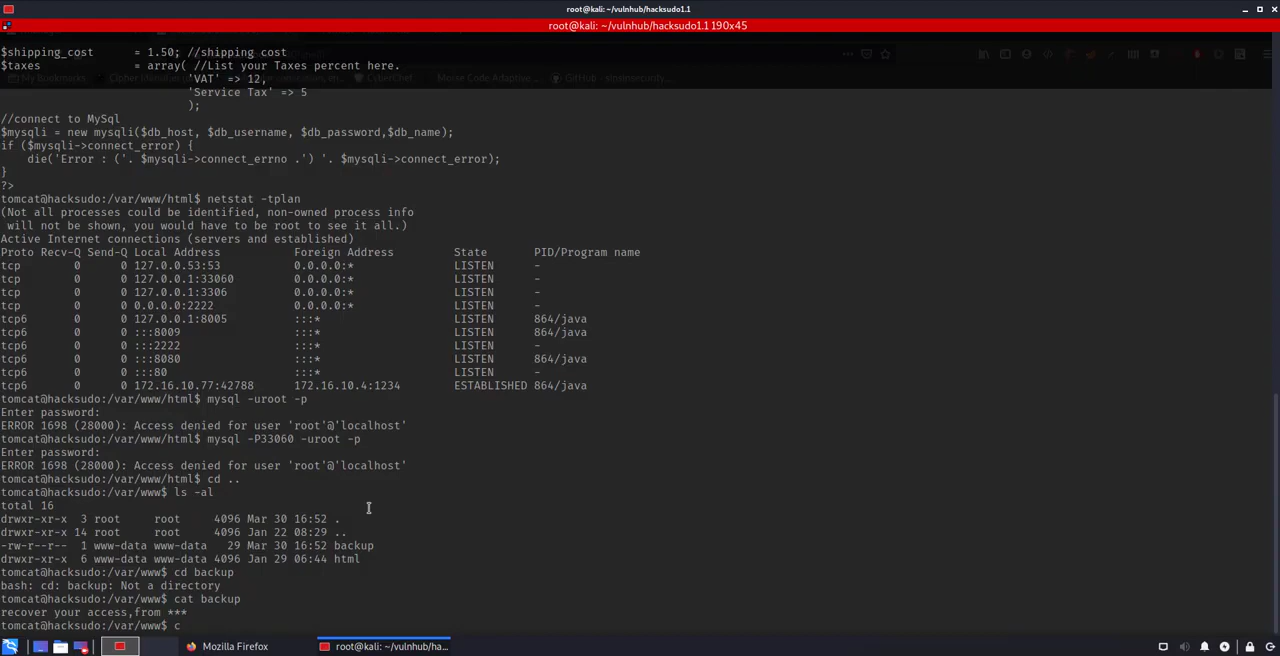 root@kali: ~/vulnhub/hacksudo1.1
root@kali: ~/vulnhub/hacksudo1.1 190x45
$shipping_cost      = 1.50; //shipping cost
$taxes              = array( //List your Taxes percent here.
                            'VAT' => 12,
                            'Service Tax' => 5
                            );
//connect to MySql
$mysqli = new mysqli($db_host, $db_username, $db_password,$db_name);
if ($mysqli->connect_error) {
    die('Error : ('. $mysqli->connect_errno .') '. $mysqli->connect_error);
}
?>
tomcat@hacksudo:/var/www/html$ netstat -tplan
(Not all processes could be identified, non-owned process info
 will not be shown, you would have to be root to see it all.)
Active Internet connections (servers and established)
Proto Recv-Q Send-Q Local Address           Foreign Address         State       PID/Program name
tcp        0      0 127.0.0.53:53           0.0.0.0:*               LISTEN      -
tcp        0      0 127.0.0.1:33060         0.0.0.0:*               LISTEN      -
tcp        0      0 127.0.0.1:3306          0.0.0.0:*               LISTEN      -
tcp        0      0 0.0.0.0:2222            0.0.0.0:*               LISTEN      -
tcp6       0      0 127.0.0.1:8005          :::*                    LISTEN      864/java
tcp6       0      0 :::8009                 :::*                    LISTEN      864/java
tcp6       0      0 :::2222                 :::*                    LISTEN      -
tcp6       0      0 :::8080                 :::*                    LISTEN      864/java
tcp6       0      0 :::80                   :::*                    LISTEN      -
tcp6       0      0 172.16.10.77:42788      172.16.10.4:1234        ESTABLISHED 864/java
tomcat@hacksudo:/var/www/html$ mysql -uroot -p
Enter password:
ERROR 1698 (28000): Access denied for user 'root'@'localhost'
tomcat@hacksudo:/var/www/html$ mysql -P33060 -uroot -p
Enter password:
ERROR 1698 (28000): Access denied for user 'root'@'localhost'
tomcat@hacksudo:/var/www/html$ cd ..
tomcat@hacksudo:/var/www$ ls -al
total 16
drwxr-xr-x  3 root     root     4096 Mar 30 16:52 .
drwxr-xr-x 14 root     root     4096 Jan 22 08:29 ..
-rw-r--r--  1 www-data www-data   29 Mar 30 16:52 backup
drwxr-xr-x  6 www-data www-data 4096 Jan 29 06:44 html
tomcat@hacksudo:/var/www$ cd backup
bash: cd: backup: Not a directory
tomcat@hacksudo:/var/www$ cat backup
recover your access,from ***
tomcat@hacksudo:/var/www$ c
Mozilla Firefox
root@kali: ~/vulnhub/ha...